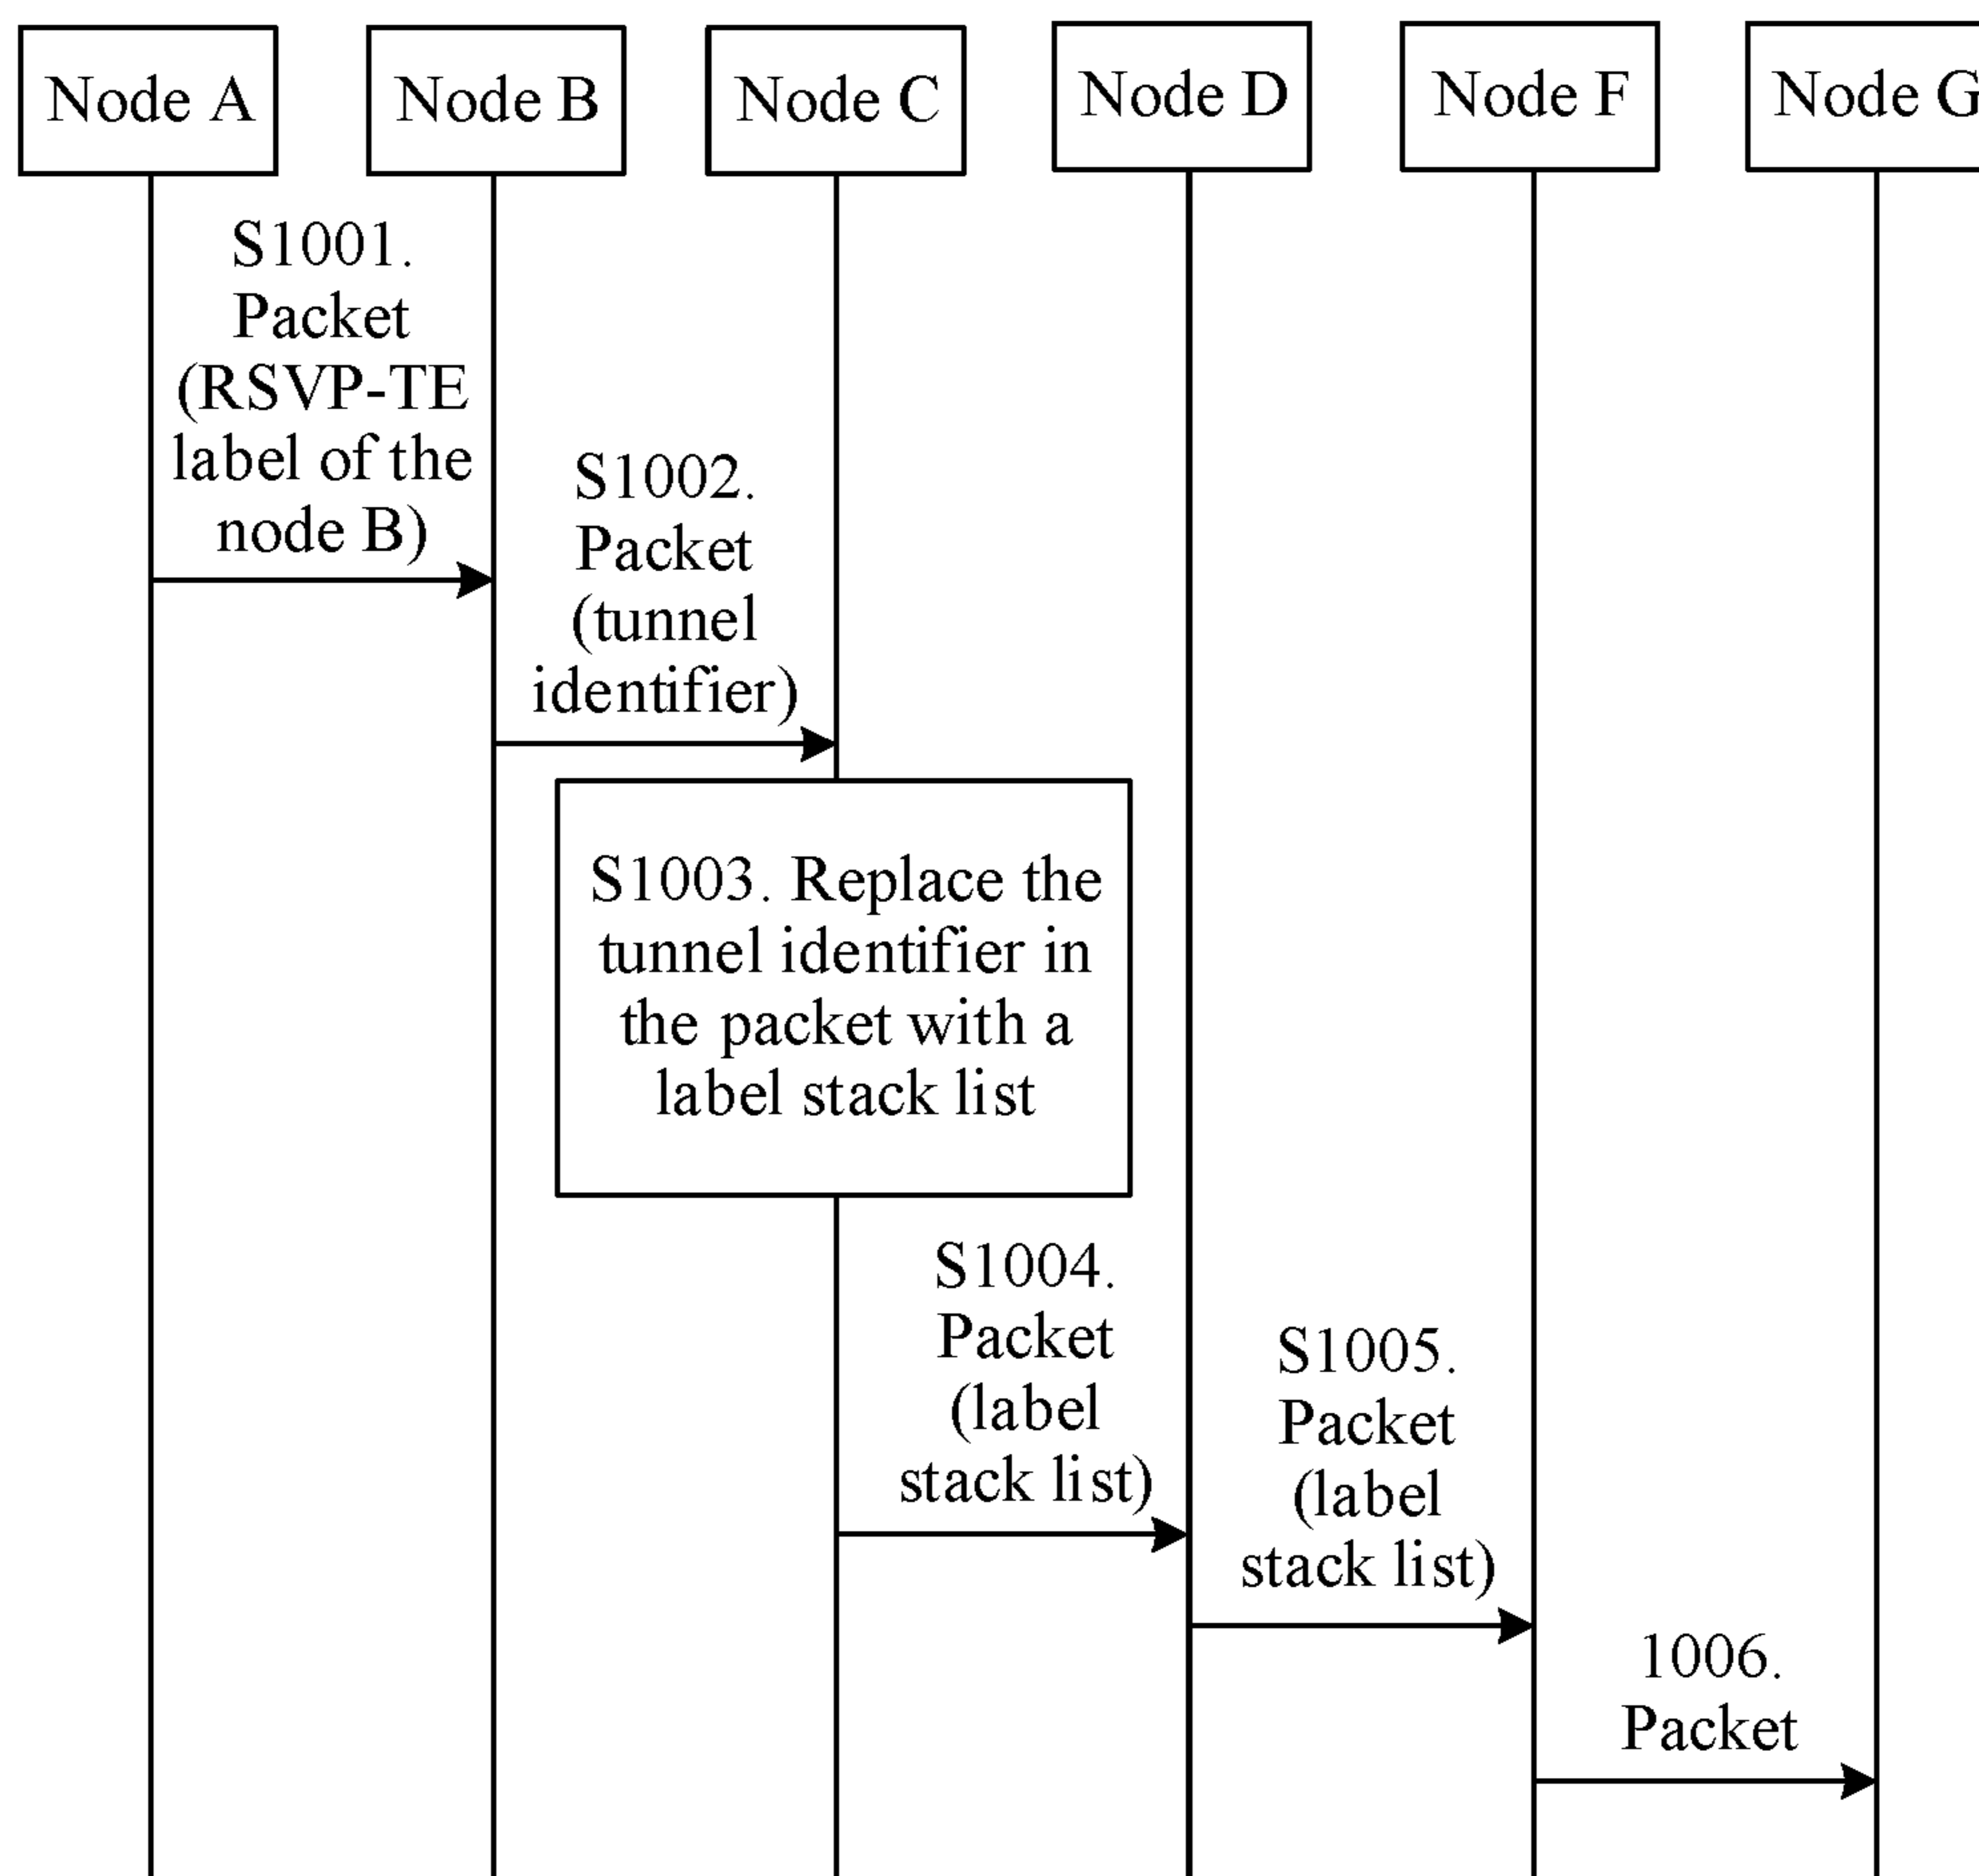 Node A
Node B
Node C
Node D
Node F
Node G
S1001.
Packet
(RSVP-TE
label of the
node B)
S1002.
Packet
(tunnel
identifier)
S1003. Replace the
tunnel identifier in
the packet with a
label stack list
S1004.
Packet
(label
stack list)
S1005.
Packet
(label
stack list)
1006.
Packet